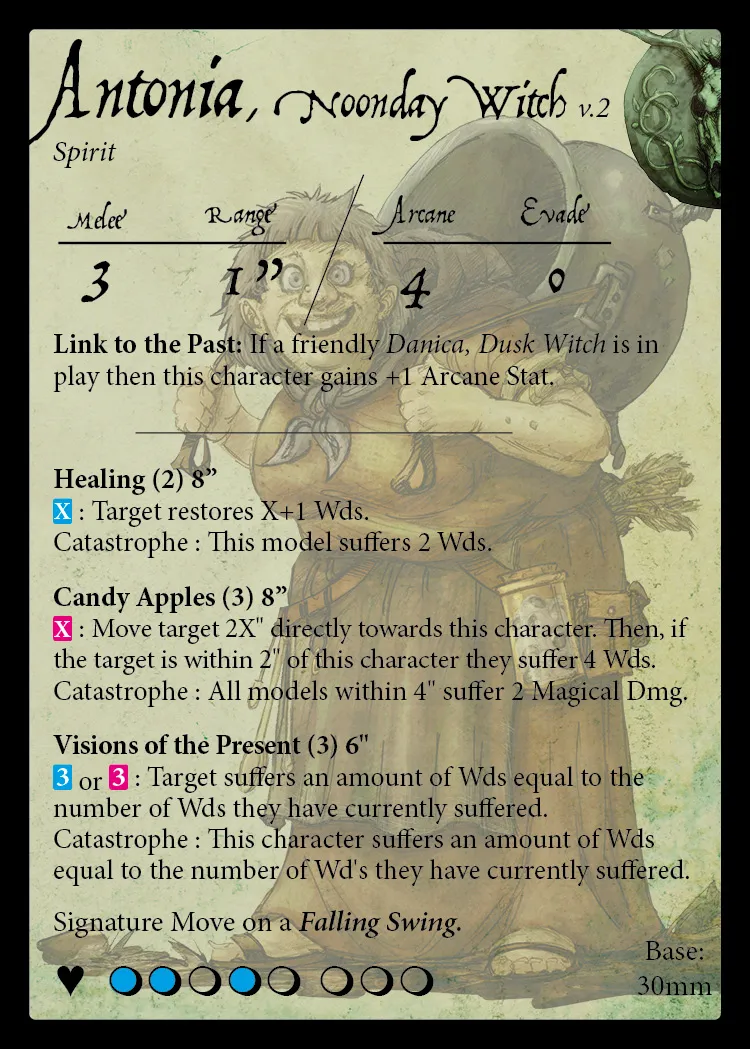 Antonia, Noonday Witch v.2
Spirit
Melee Range / Arcane Evade
3 1” 4 0
Link to the Past: If a friendly Danica, Dusk Witch is in
play then this character gains +1 Arcane Stat.
Healing (2) 8”
X : Target restores X+1 Wds.
Catastrophe : This model suffers 2 Wds.
Candy Apples (3) 8”
X : Move target 2X" directly towards this character. Then, if
the target is within 2" of this character they suffer 4 Wds.
Catastrophe : All models within 4" suffer 2 Magical Dmg.
Visions of the Present (3) 6"
3 or 3 : Target suffers an amount of Wds equal to the
number of Wds they have currently suffered.
Catastrophe : This character suffers an amount of Wds
equal to the number of Wd's they have currently suffered.
Signature Move on a Falling Swing.
Base:
30mm